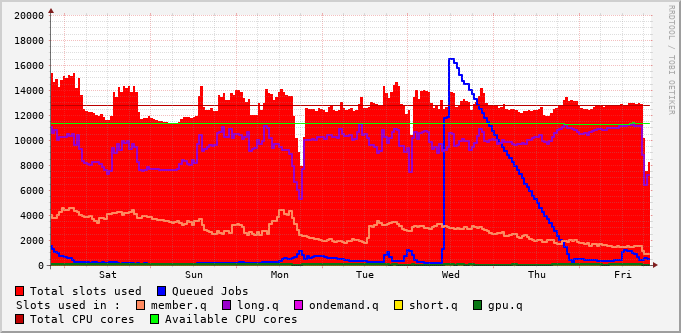 20000
18000
16000
14000
12000
10000
8000
6000
4000
2000
0
Sat Sun Mon Tue Wed Thu Fri
RRDTOOL / TOBI OETIKER
Total slots used Queued Jobs
Slots used in : member.q long.q ondemand.q short.q gpu.q
Total CPU cores Available CPU cores